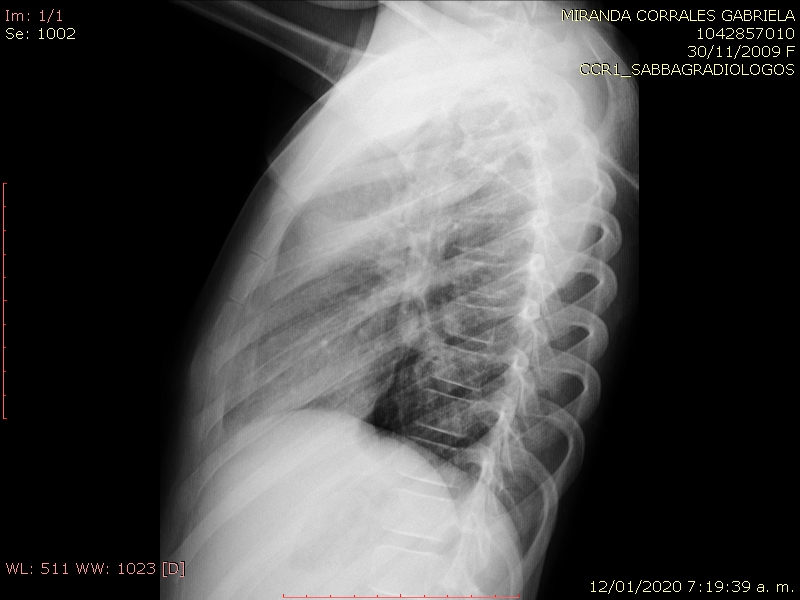 Im: 1/1
Se: 1002
MIRANDA CORRALES GABRIELA
1042857010
30/11/2009 F
CCR1_SABBAGRADIOLOGOS
WL: 511 WW: 1023 [D]
12/01/2020 7:19:39 a. m.